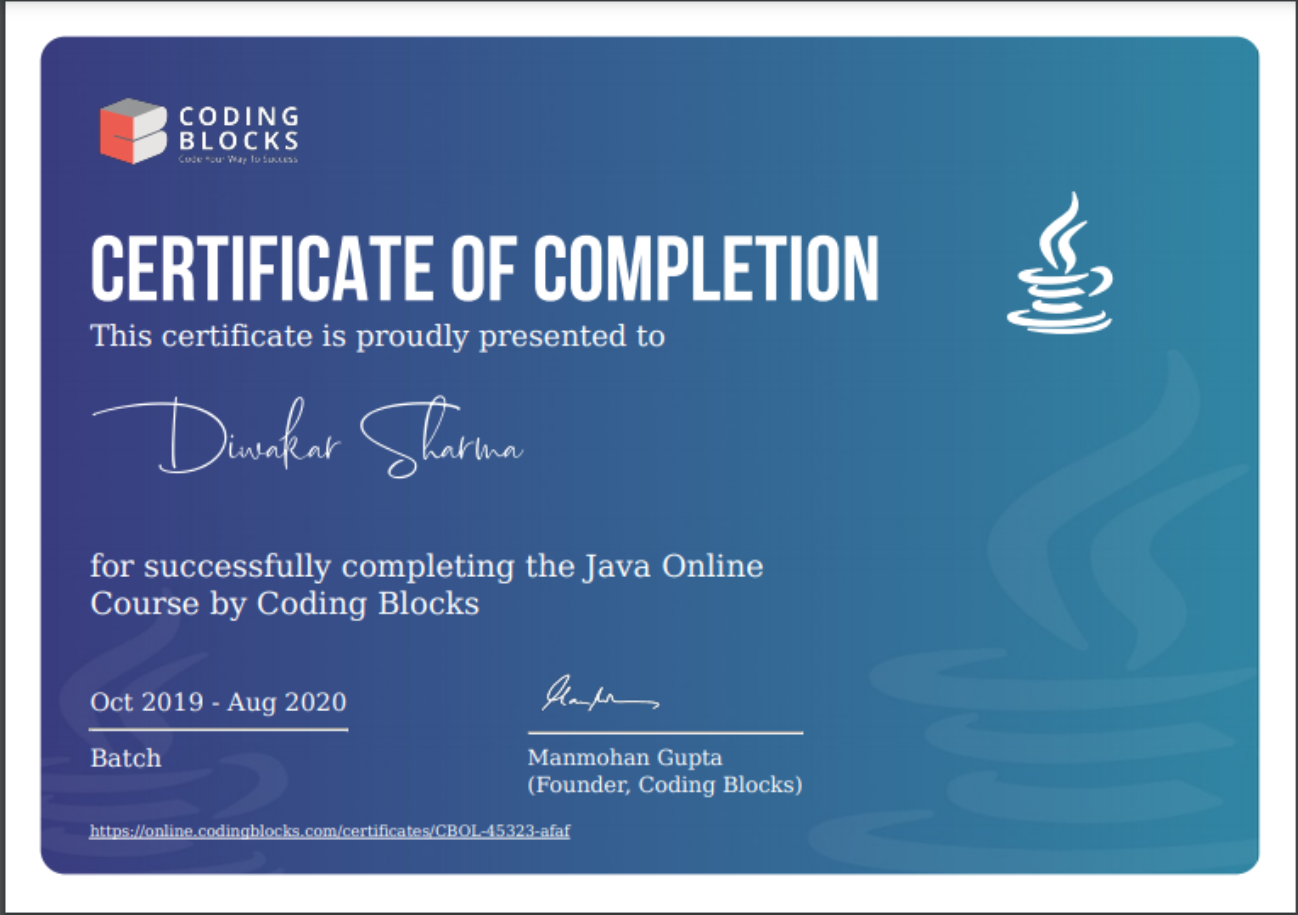 CODING
BLOCKS
Code Your Way To Success
CERTIFICATE OF COMPLETION
This certificate is proudly presented to
Diwakar Sharma
for successfully completing the Java Online
Course by Coding Blocks
Oct 2019 - Aug 2020
Batch
Manmohan Gupta
(Founder, Coding Blocks)
https://online.codingblocks.com/certificates/CBOL-45323-afaf